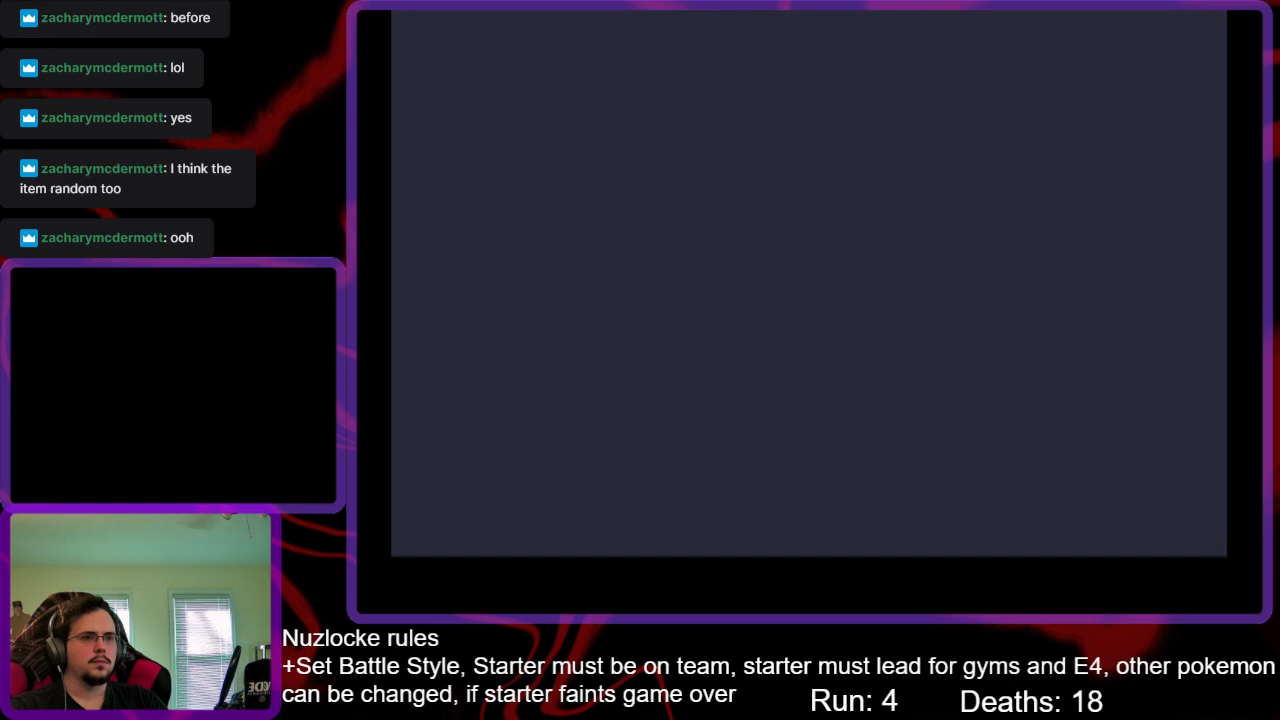 zacharymcdermott: before
zacharymcdermott: lol
zacharymcdermott: yes
zacharymcdermott: I think the
item random too
zacharymcdermott: ooh
Nuzlocke rules
+Set Battle Style, Starter must be on team, starter must lead for gyms and E4, other pokemon
can be changed, if starter faints game over
Run: 4
Deaths: 18